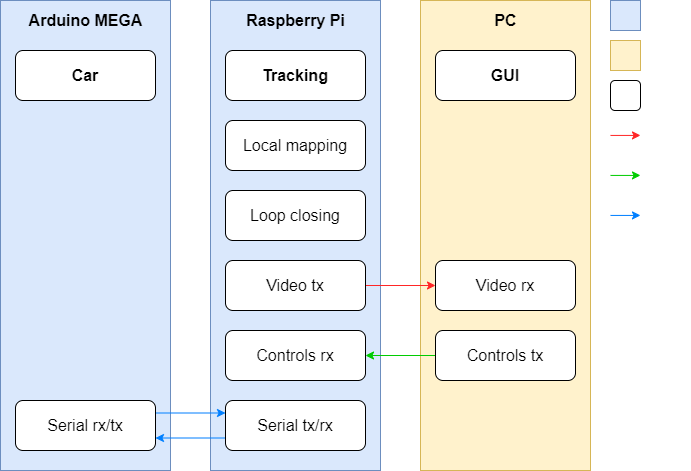 Arduino MEGA
Raspberry Pi
PC
Car
Tracking
GUI
Local mapping
Loop closing
Video tx
Video rx
Controls rx
Controls tx
Serial rx/tx
Serial tx/rx